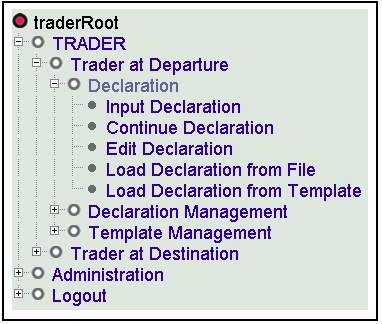 traderRoot
TRADER
Trader at Departure
Declaration
Input Declaration
Continue Declaration
Edit Declaration
Load Declaration from File
Load Declaration from Template
Declaration Management
Template Management
Trader at Destination
Administration
Logout